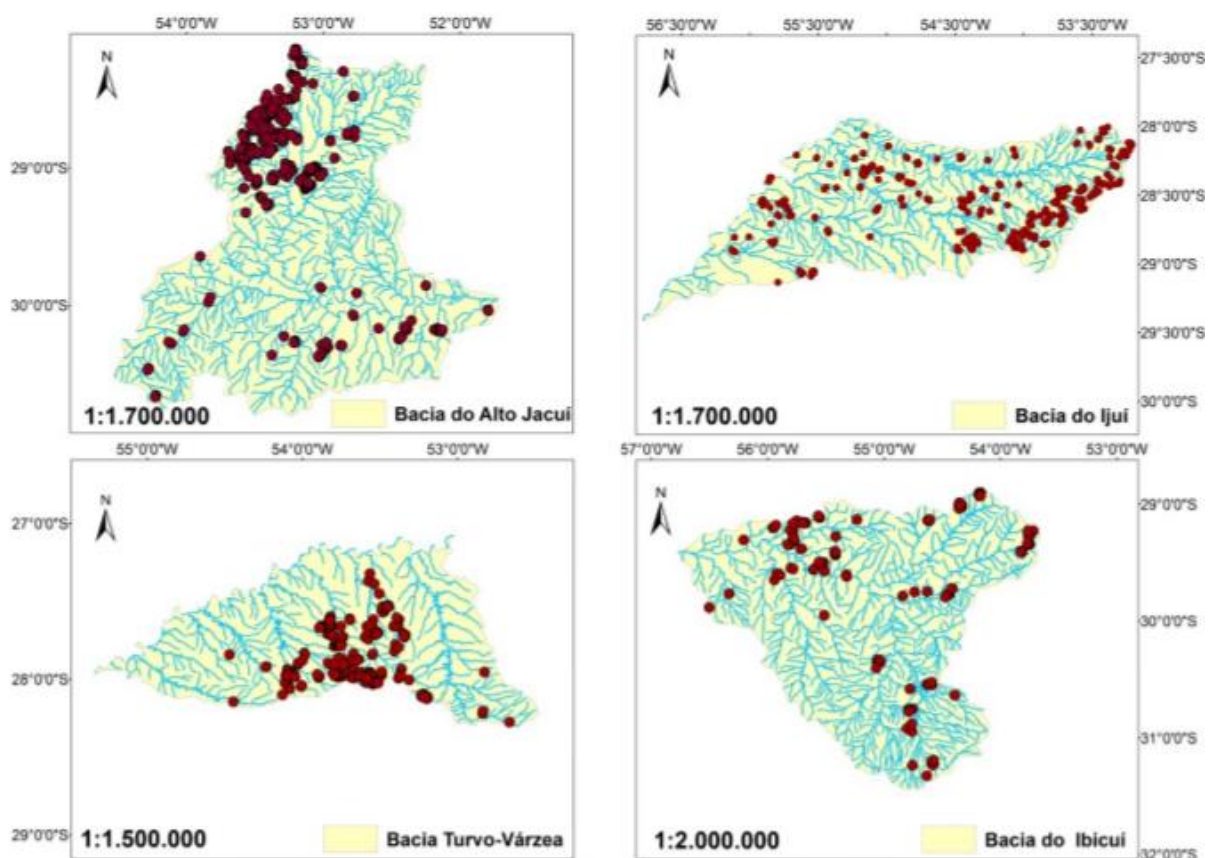 54°0'0"W 53°0'0"W 52°0'0"W
N
29°0'0"S
30°0'0"S
1:1.700.000
Bacia do Alto Jacuí
56°30'0"W 55°30'0"W 54°30'0"W 53°30'0"W
N
27°30'0"S
28°0'0"S
28°30'0"S
29°0'0"S
29°30'0"S
30°0'0"S
1:1.700.000
Bacia do Ijuí
55°0'0"W 54°0'0"W 53°0'0"W
N
27°0'0"S
28°0'0"S
29°0'0"S
1:1.500.000
Bacia Turvo-Várzea
57°0'0"W 56°0'0"W 55°0'0"W 54°0'0"W 53°0'0"W
N
29°0'0"S
30°0'0"S
31°0'0"S
32°0'0"S
1:2.000.000
Bacia do Ibicuí